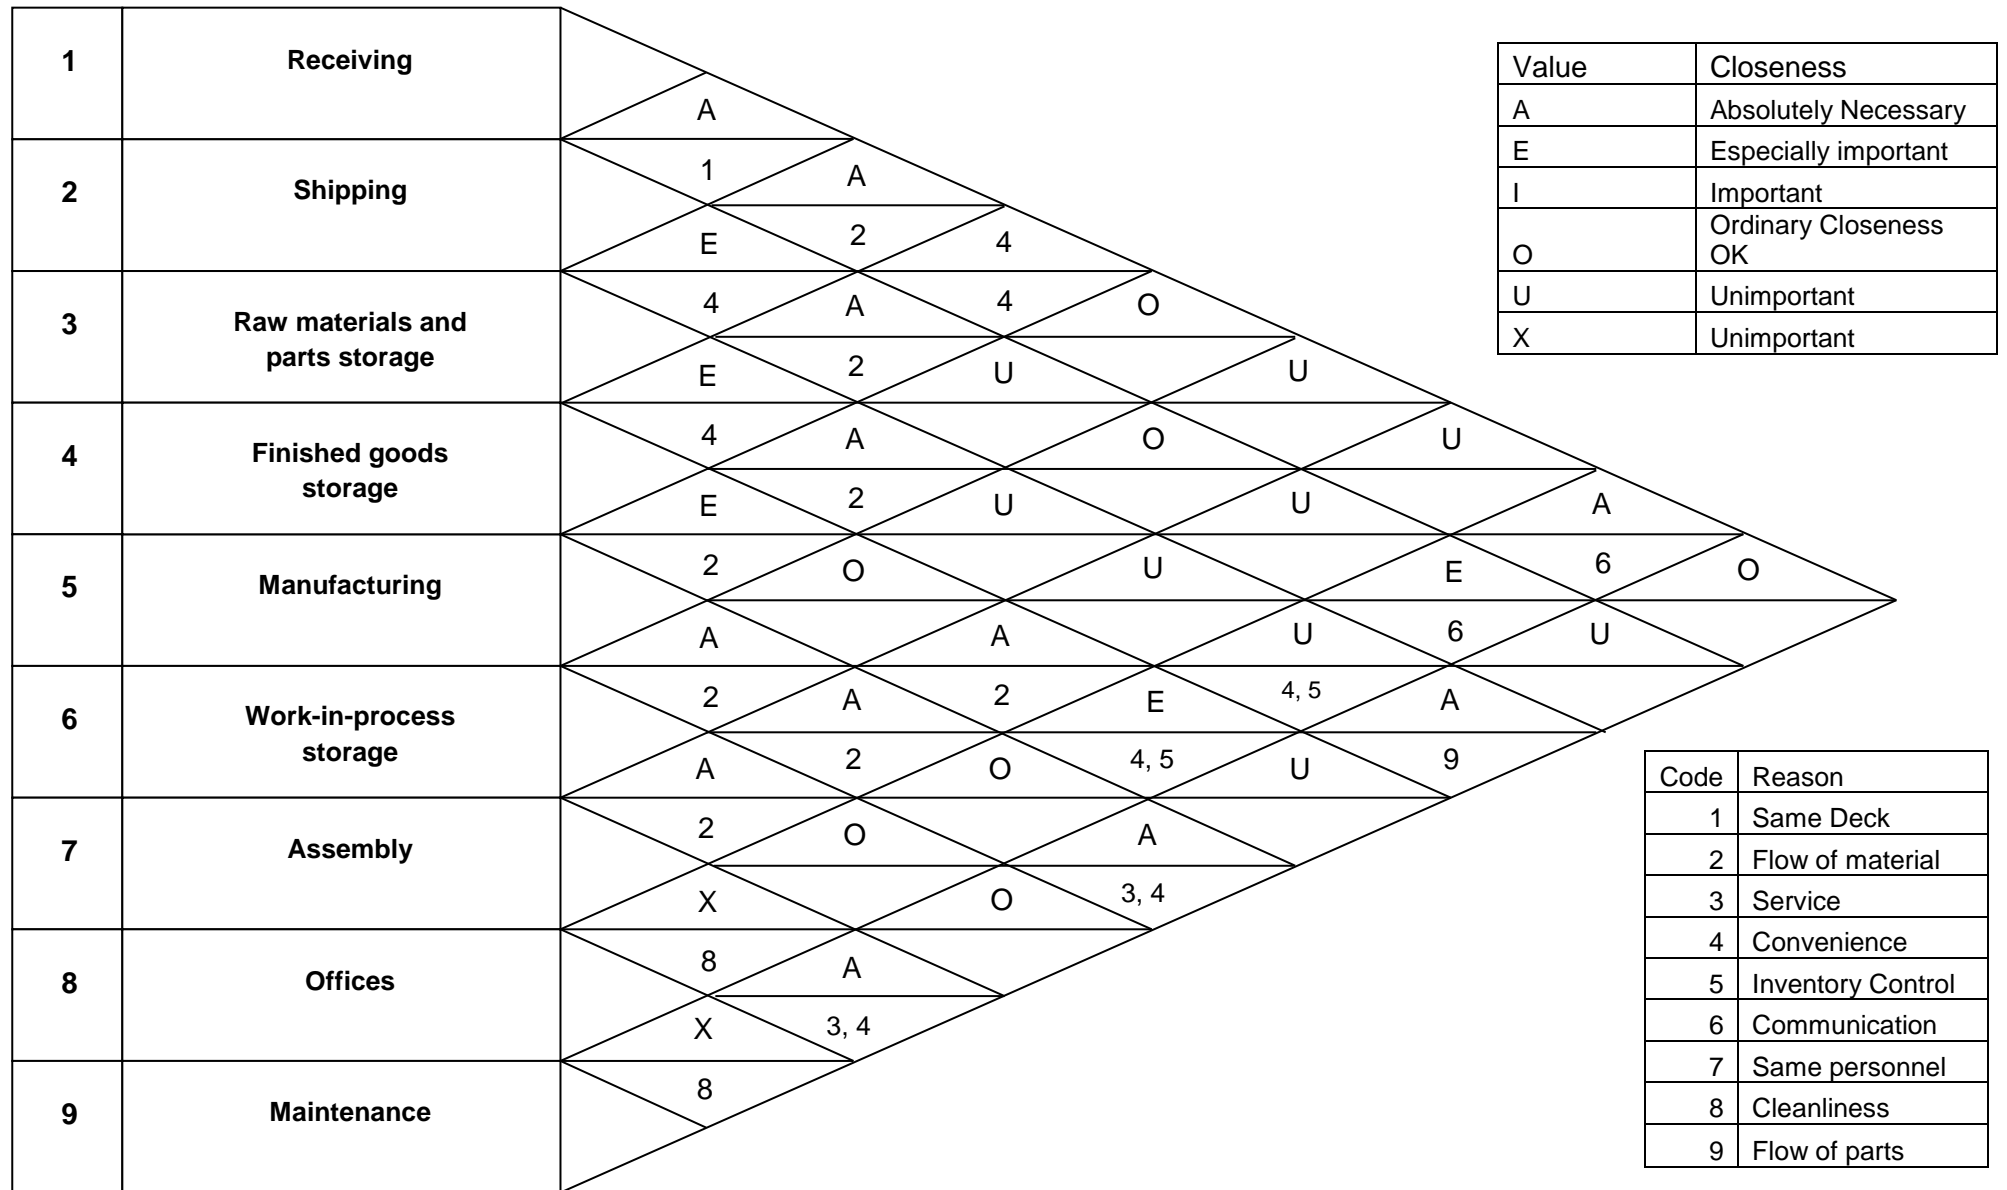 1 Receiving
2 Shipping
3 Raw materials and
parts storage
4 Finished goods
storage
5 Manufacturing
6 Work-in-process
storage
7 Assembly
8 Offices
9 Maintenance
A
1 A
E 2 4
4 A 4 O
E 2 U U
4 A O U
E 2 U U A
2 O U E 6 O
A A U 6 U
2 A 2 E 4, 5 A
A 2 O 4, 5 U 9
2 O A
X O 3, 4
8 A
X 3, 4
8
Value Closeness
A Absolutely Necessary
E Especially important
I Important
Ordinary Closeness
O OK
U Unimportant
X Unimportant
Code Reason
1 Same Deck
2 Flow of material
3 Service
4 Convenience
5 Inventory Control
6 Communication
7 Same personnel
8 Cleanliness
9 Flow of parts